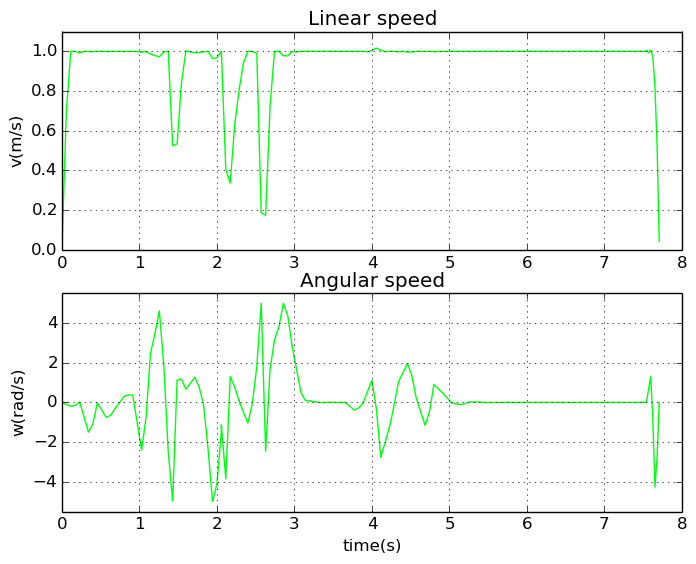 Linear speed
v(m/s)
1.0
0.8
0.6
0.4
0.2
0.0
0 1 2 3 4 5 6 7 8
Angular speed
w(rad/s)
4
2
0
−2
−4
0 1 2 3 4 5 6 7 8
time(s)